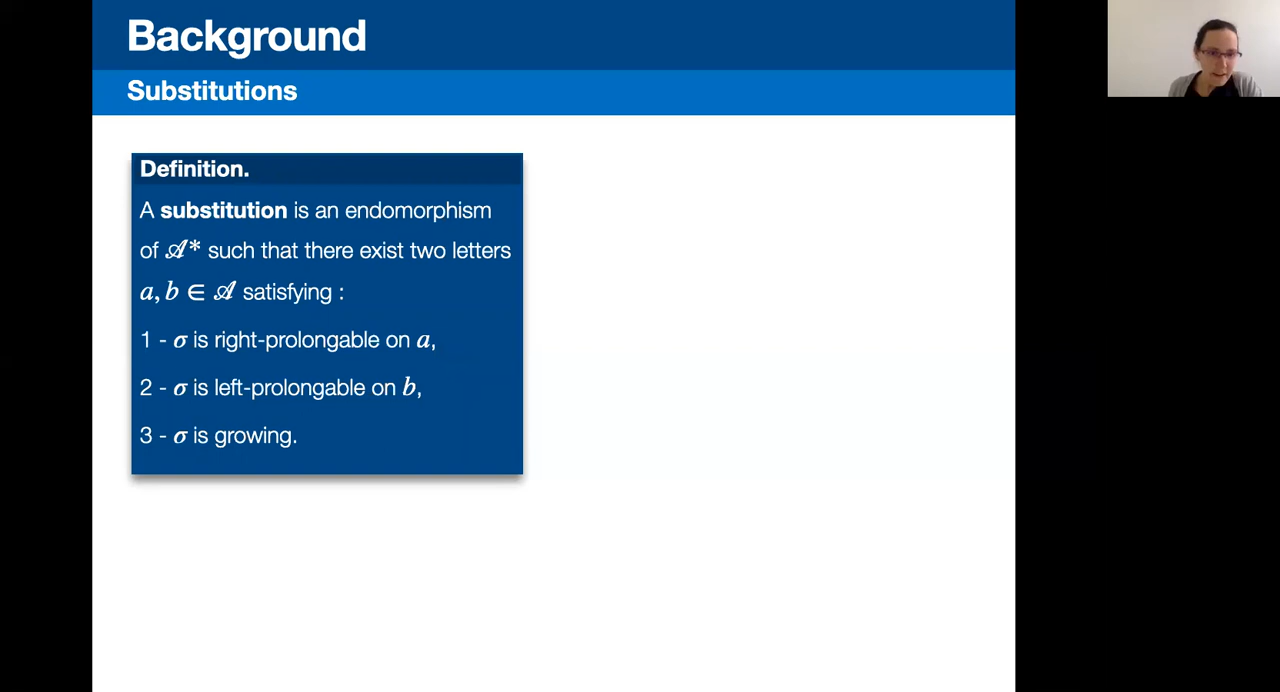 Background
Substitutions
Definition.
A substitution is an endomorphism
of 𝒜* such that there exist two letters
a, b ∈ 𝒜 satisfying :
1 - σ is right-prolongable on a,
2 - σ is left-prolongable on b,
3 - σ is growing.